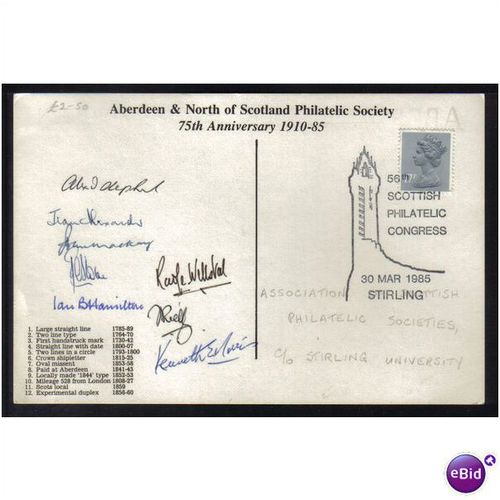 £2-50
Aberdeen & North of Scotland Philatelic Society
75th Anniversary 1910-85
56TH
SCOTTISH
PHILATELIC
CONGRESS
30 MAR 1985
STIRLING
ASSOCIATION OF SCOTTISH
PHILATELIC SOCIETIES,
C/O STIRLING UNIVERSITY
Ian B Hamilton
Kenneth
1. Large straight line 1785-89
2. Two line type 1764-70
3. First handstruck mark 1730-42
4. Straight line with date 1800-07
5. Two lines in a circle 1793-1800
6. Crown shipletter 1815-35
7. Oval missent 1853-58
8. Paid at Aberdeen 1841-43
9. Locally made '1844' type 1852-53
10. Mileage 528 from London 1808-27
11. Scots local 1859
12. Experimental duplex 1856-60
eBid